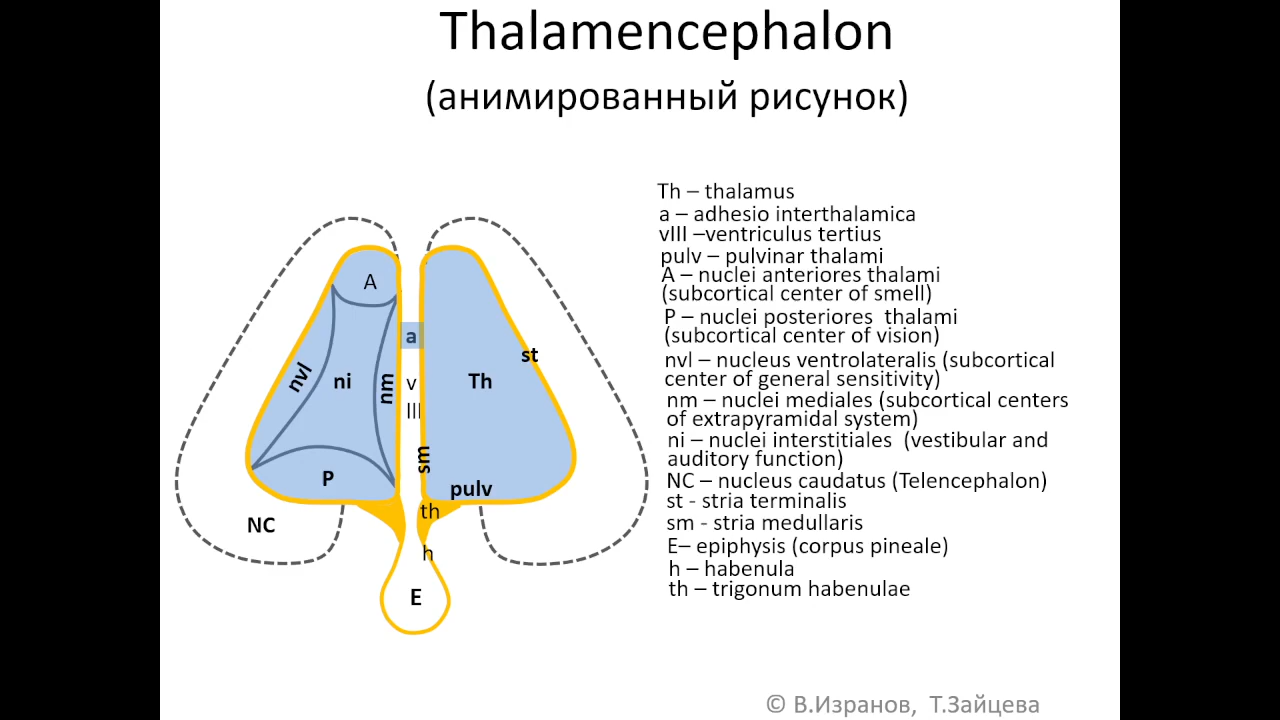 Thalamencephalon
(анимированный рисунок)
A
a
nvl
ni
nm
v
III
Th
st
sm
P
pulv
th
NC
h
E
Th – thalamus
a – adhesio interthalamica
vIII –ventriculus tertius
pulv – pulvinar thalami
A – nuclei anteriores thalami
(subcortical center of smell)
P – nuclei posteriores thalami
(subcortical center of vision)
nvl – nucleus ventrolateralis (subcortical
center of general sensitivity)
nm – nuclei mediales (subcortical centers
of extrapyramidal system)
ni – nuclei interstitiales (vestibular and
auditory function)
NC – nucleus caudatus (Telencephalon)
st - stria terminalis
sm - stria medullaris
E– epiphysis (corpus pineale)
h – habenula
th – trigonum habenulae
© В.Изранов, Т.Зайцева